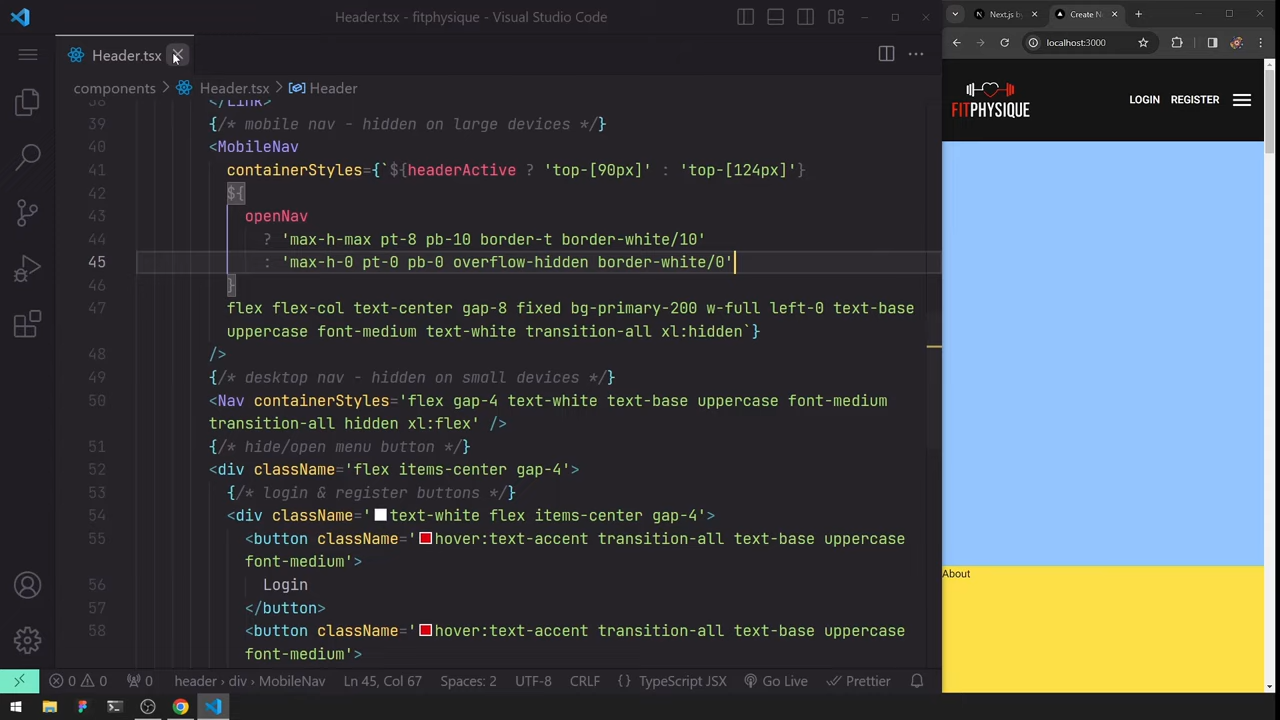 Header.tsx - fitphysique - Visual Studio Code
Header.tsx
components > Header.tsx > Header
38 </Link>
39 {/* mobile nav - hidden on large devices */}
40 <MobileNav
41 containerStyles={`${headerActive ? 'top-[90px]' : 'top-[124px]'}
42 ${
43 openNav
44 ? 'max-h-max pt-8 pb-10 border-t border-white/10'
45 : 'max-h-0 pt-0 pb-0 overflow-hidden border-white/0'
46 }
47 flex flex-col text-center gap-8 fixed bg-primary-200 w-full left-0 text-base
uppercase font-medium text-white transition-all xl:hidden`}
48 />
49 {/* desktop nav - hidden on small devices */}
50 <Nav containerStyles='flex gap-4 text-white text-base uppercase font-medium
transition-all hidden xl:flex' />
51 {/* hide/open menu button */}
52 <div className='flex items-center gap-4'>
53 {/* login & register buttons */}
54 <div className='text-white flex items-center gap-4'>
55 <button className='hover:text-accent transition-all text-base uppercase
font-medium'>
56 Login
57 </button>
58 <button className='hover:text-accent transition-all text-base uppercase
font-medium'>
0 0 0 header › div › MobileNav Ln 45, Col 67 Spaces: 2 UTF-8 CRLF {} TypeScript JSX Go Live Prettier
Next.js by
Create N
localhost:3000
FITPHYSIQUE
LOGIN REGISTER
About